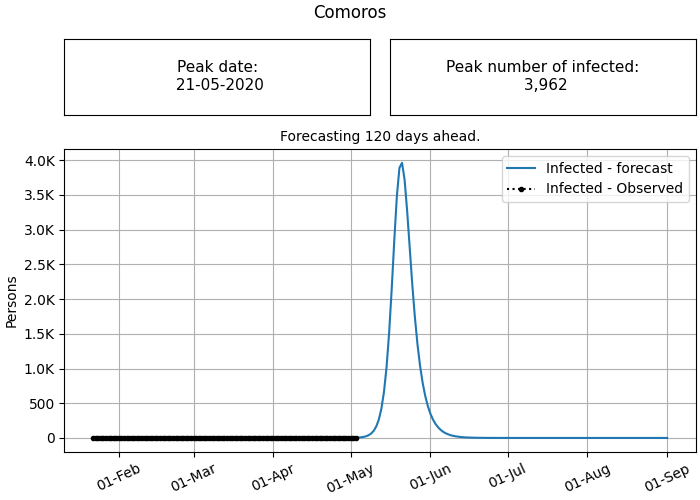 Comoros
Peak date:
21-05-2020
Peak number of infected:
3,962
Forecasting 120 days ahead.
Infected - forecast
Infected - Observed
Persons
4.0K
3.5K
3.0K
2.5K
2.0K
1.5K
1.0K
500
0
01-Feb
01-Mar
01-Apr
01-May
01-Jun
01-Jul
01-Aug
01-Sep